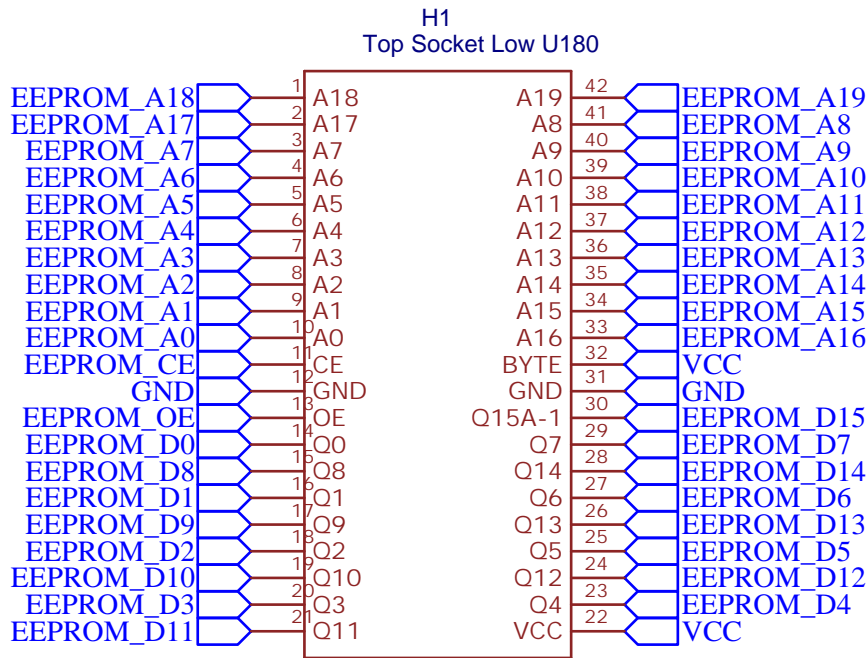 H1
Top Socket Low U180
EEPROM_A18 1 A18 A19 42 EEPROM_A19
EEPROM_A17 2 A17 A8 41 EEPROM_A8
EEPROM_A7 3 A7 A9 40 EEPROM_A9
EEPROM_A6 4 A6 A10 39 EEPROM_A10
EEPROM_A5 5 A5 A11 38 EEPROM_A11
EEPROM_A4 6 A4 A12 37 EEPROM_A12
EEPROM_A3 7 A3 A13 36 EEPROM_A13
EEPROM_A2 8 A2 A14 35 EEPROM_A14
EEPROM_A1 9 A1 A15 34 EEPROM_A15
EEPROM_A0 10 A0 A16 33 EEPROM_A16
EEPROM_CE 11 CE BYTE 32 VCC
GND 12 GND GND 31 GND
EEPROM_OE 13 OE Q15A-1 30 EEPROM_D15
EEPROM_D0 14 Q0 Q7 29 EEPROM_D7
EEPROM_D8 15 Q8 Q14 28 EEPROM_D14
EEPROM_D1 16 Q1 Q6 27 EEPROM_D6
EEPROM_D9 17 Q9 Q13 26 EEPROM_D13
EEPROM_D2 18 Q2 Q5 25 EEPROM_D5
EEPROM_D10 19 Q10 Q12 24 EEPROM_D12
EEPROM_D3 20 Q3 Q4 23 EEPROM_D4
EEPROM_D11 21 Q11 VCC 22 VCC